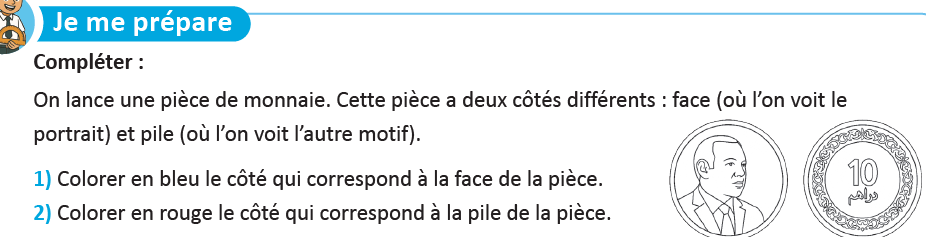 Je me prépare
Compléter :
On lance une pièce de monnaie. Cette pièce a deux côtés différents : face (où l’on voit le
portrait) et pile (où l’on voit l’autre motif).
1) Colorer en bleu le côté qui correspond à la face de la pièce.
2) Colorer en rouge le côté qui correspond à la pile de la pièce.
10
دراهم